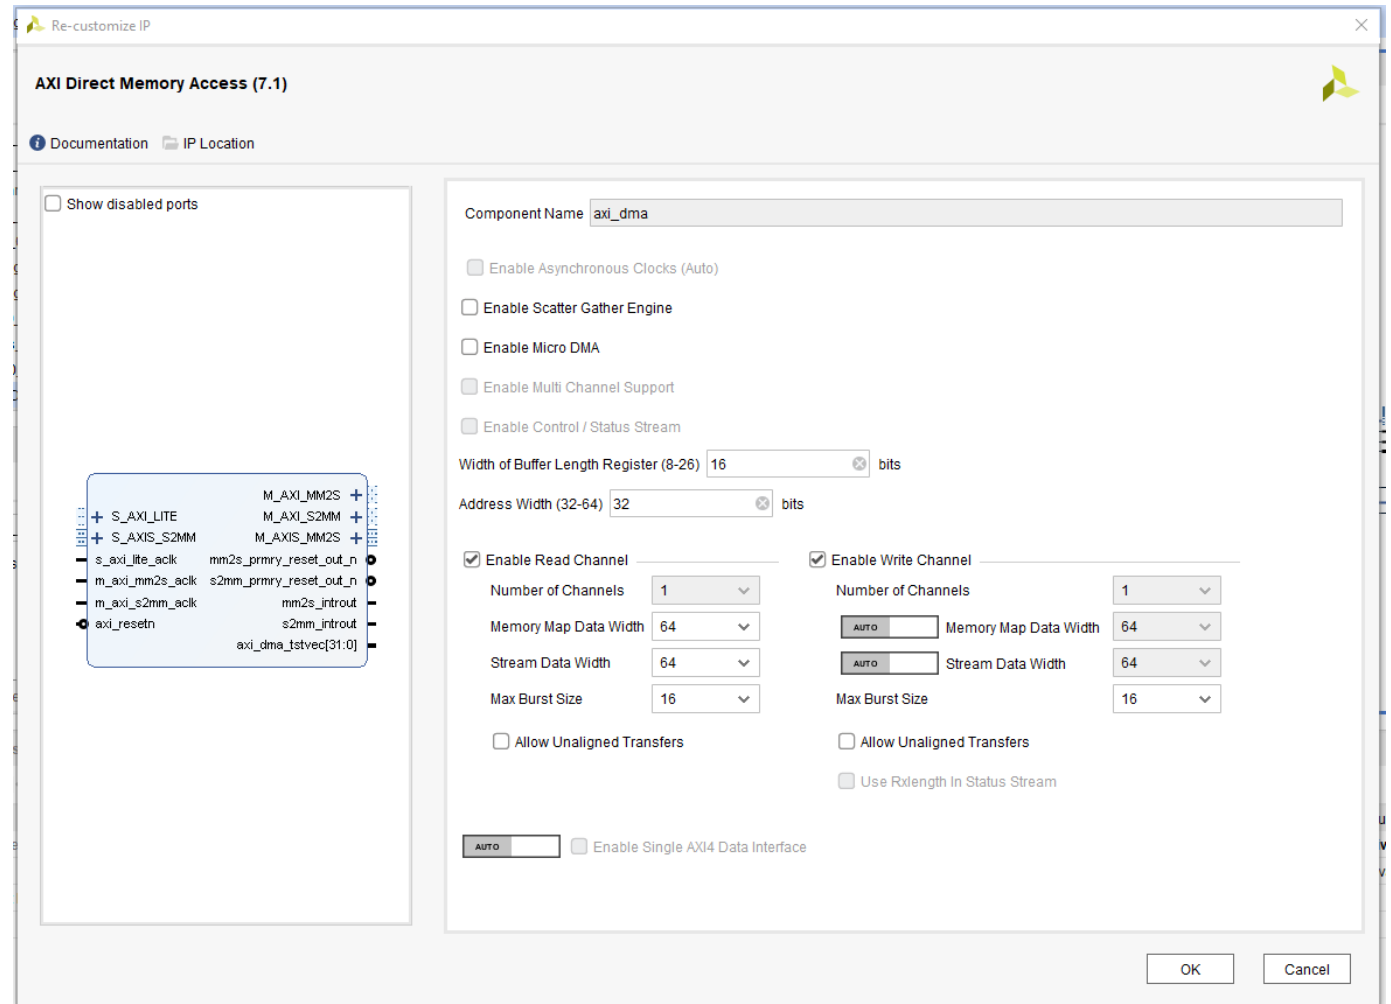 Re-customize IP
AXI Direct Memory Access (7.1)
Documentation IP Location
Show disabled ports
M_AXI_MM2S
S_AXI_LITE M_AXI_S2MM
S_AXIS_S2MM M_AXIS_MM2S
s_axi_lite_aclk mm2s_prmry_reset_out_n
m_axi_mm2s_aclk s2mm_prmry_reset_out_n
m_axi_s2mm_aclk mm2s_introut
axi_resetn s2mm_introut
axi_dma_tstvec[31:0]
Component Name axi_dma
Enable Asynchronous Clocks (Auto)
Enable Scatter Gather Engine
Enable Micro DMA
Enable Multi Channel Support
Enable Control / Status Stream
Width of Buffer Length Register (8-26) 16 bits
Address Width (32-64) 32 bits
Enable Read Channel Enable Write Channel
Number of Channels 1 Number of Channels 1
Memory Map Data Width 64 AUTO Memory Map Data Width 64
Stream Data Width 64 AUTO Stream Data Width 64
Max Burst Size 16 Max Burst Size 16
Allow Unaligned Transfers Allow Unaligned Transfers
Use Rxlength In Status Stream
AUTO Enable Single AXI4 Data Interface
OK Cancel